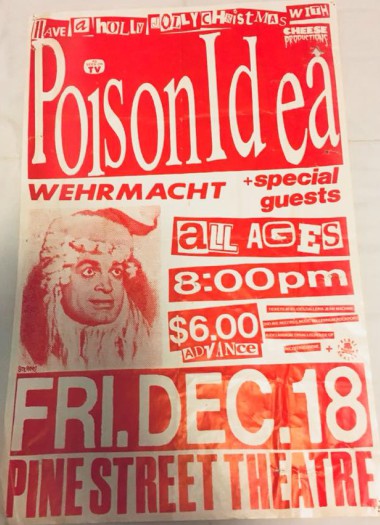 HAVE a hOLLY JOLLY CHRiSTMAS WiTH
CHEESE
PRODUCTIONS
TV
Poison Idea
WEHRMACHT
+special
guests
aLL AGES
8:00pm
$6.00
ADVANCE
+
FRI.DEC.18
PINE STREET THEATRE